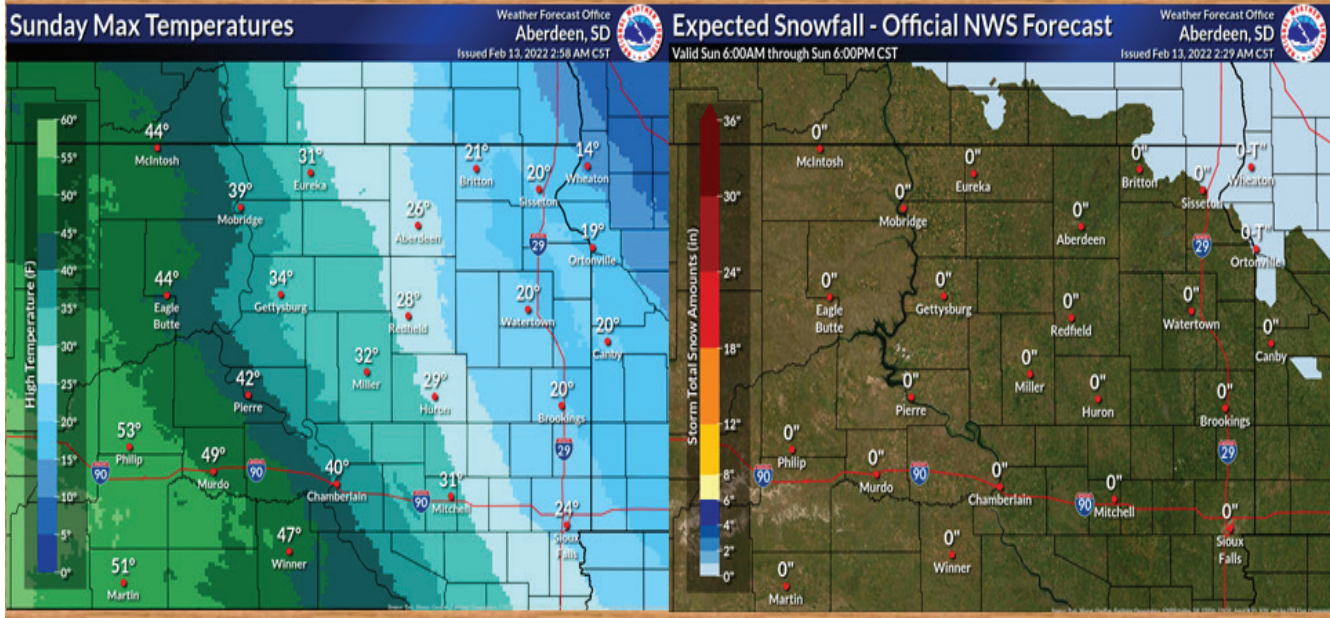 Sunday Max Temperatures
Weather Forecast Office
Aberdeen, SD
Issued Feb 13, 2022 2:58 AM CST
High Temperature (F)
60°
55°
50°
45°
40°
35°
30°
25°
20°
15°
10°
5°
0°
44°
McIntosh
31°
Eureka
21°
Britton
20°
Sisseton
14°
Wheaton
39°
Mobridge
26°
Aberdeen
29
19°
Ortonville
44°
Eagle
Butte
34°
Gettysburg
28°
Redfield
20°
Watertown
20°
Canby
42°
Pierre
32°
Miller
29°
Huron
20°
Brookings
53°
Philip
90
49°
Murdo
90
40°
Chamberlain
90
31°
Mitchell
29
24°
Sioux
Falls
47°
Winner
51°
Martin
Expected Snowfall - Official NWS Forecast
Valid Sun 6:00AM through Sun 6:00PM CST
Weather Forecast Office
Aberdeen, SD
Issued Feb 13, 2022 2:29 AM CST
Storm Total Snow Amounts (in)
36"
30"
24"
18"
12"
8"
6"
4"
2"
0"
0"
McIntosh
0"
Eureka
0"
Britton
0"
Sisseton
0-T"
Wheaton
0"
Mobridge
0"
Aberdeen
29
0-T"
Ortonville
0"
Eagle
Butte
0"
Gettysburg
0"
Redfield
0"
Watertown
0"
Canby
0"
Pierre
0"
Miller
0"
Huron
0"
Brookings
0"
Philip
90
0"
Murdo
90
0"
Chamberlain
90
0"
Mitchell
29
0"
Sioux
Falls
0"
Winner
0"
Martin